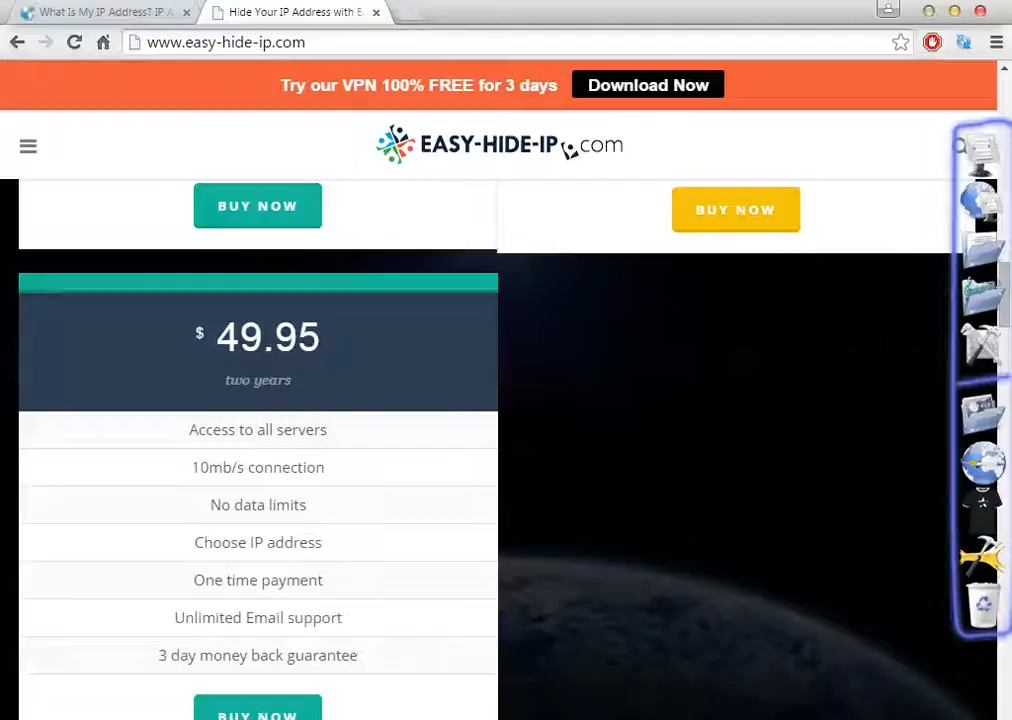 What Is My IP Address? IP A
Hide Your IP Address with E
www.easy-hide-ip.com
Try our VPN 100% FREE for 3 days Download Now
EASY-HIDE-IP.com
BUY NOW
BUY NOW
$ 49.95
two years
Access to all servers
10mb/s connection
No data limits
Choose IP address
One time payment
Unlimited Email support
3 day money back guarantee
BUY NOW